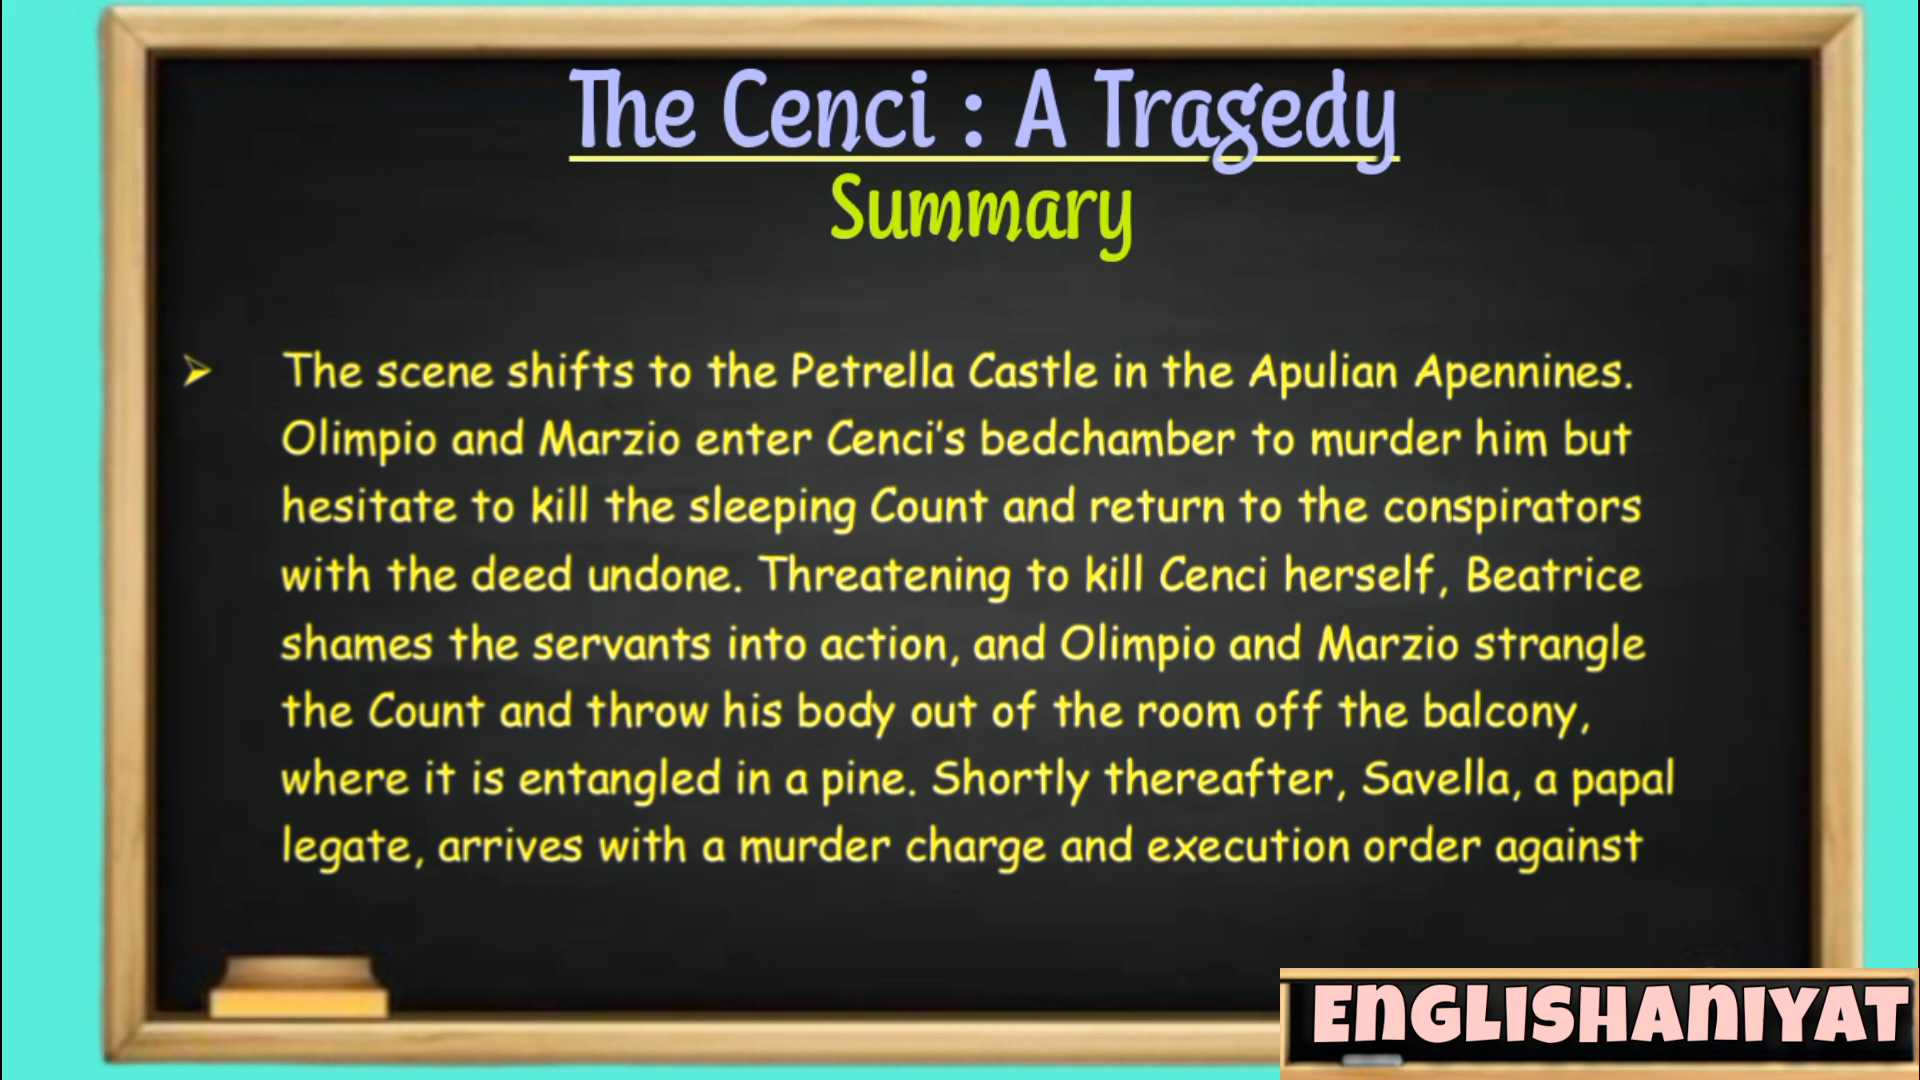 The Cenci : A Tragedy
Summary
➢ The scene shifts to the Petrella Castle in the Apulian Apennines.
Olimpio and Marzio enter Cenci's bedchamber to murder him but
hesitate to kill the sleeping Count and return to the conspirators
with the deed undone. Threatening to kill Cenci herself, Beatrice
shames the servants into action, and Olimpio and Marzio strangle
the Count and throw his body out of the room off the balcony,
where it is entangled in a pine. Shortly thereafter, Savella, a papal
legate, arrives with a murder charge and execution order against
ENGLISHANIYAT